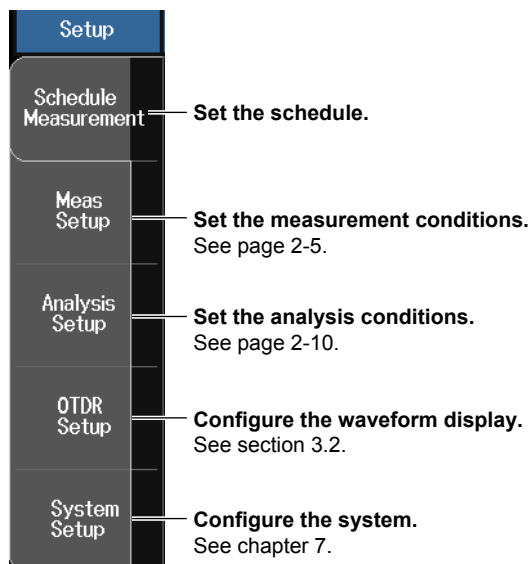 Setup
Schedule
Measurement
Set the schedule.
Meas
Setup
Set the measurement conditions.
See page 2-5.
Analysis
Setup
Set the analysis conditions.
See page 2-10.
OTDR
Setup
Configure the waveform display.
See section 3.2.
System
Setup
Configure the system.
See chapter 7.